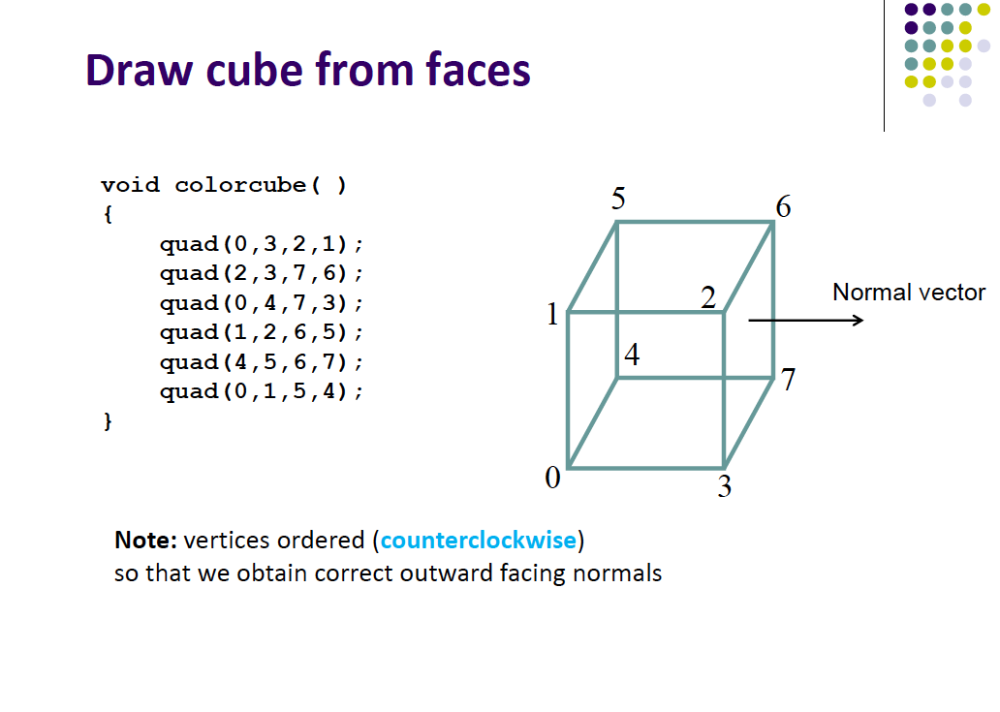 Draw cube from faces
void colorcube( )
{
quad(0,3,2,1);
quad(2,3,7,6);
quad(0,4,7,3);
quad(1,2,6,5);
quad(4,5,6,7);
quad(0,1,5,4);
}
5
6
Normal vector
2
1
4
7
0
3
Note: vertices ordered (counterclockwise)
so that we obtain correct outward facing normals